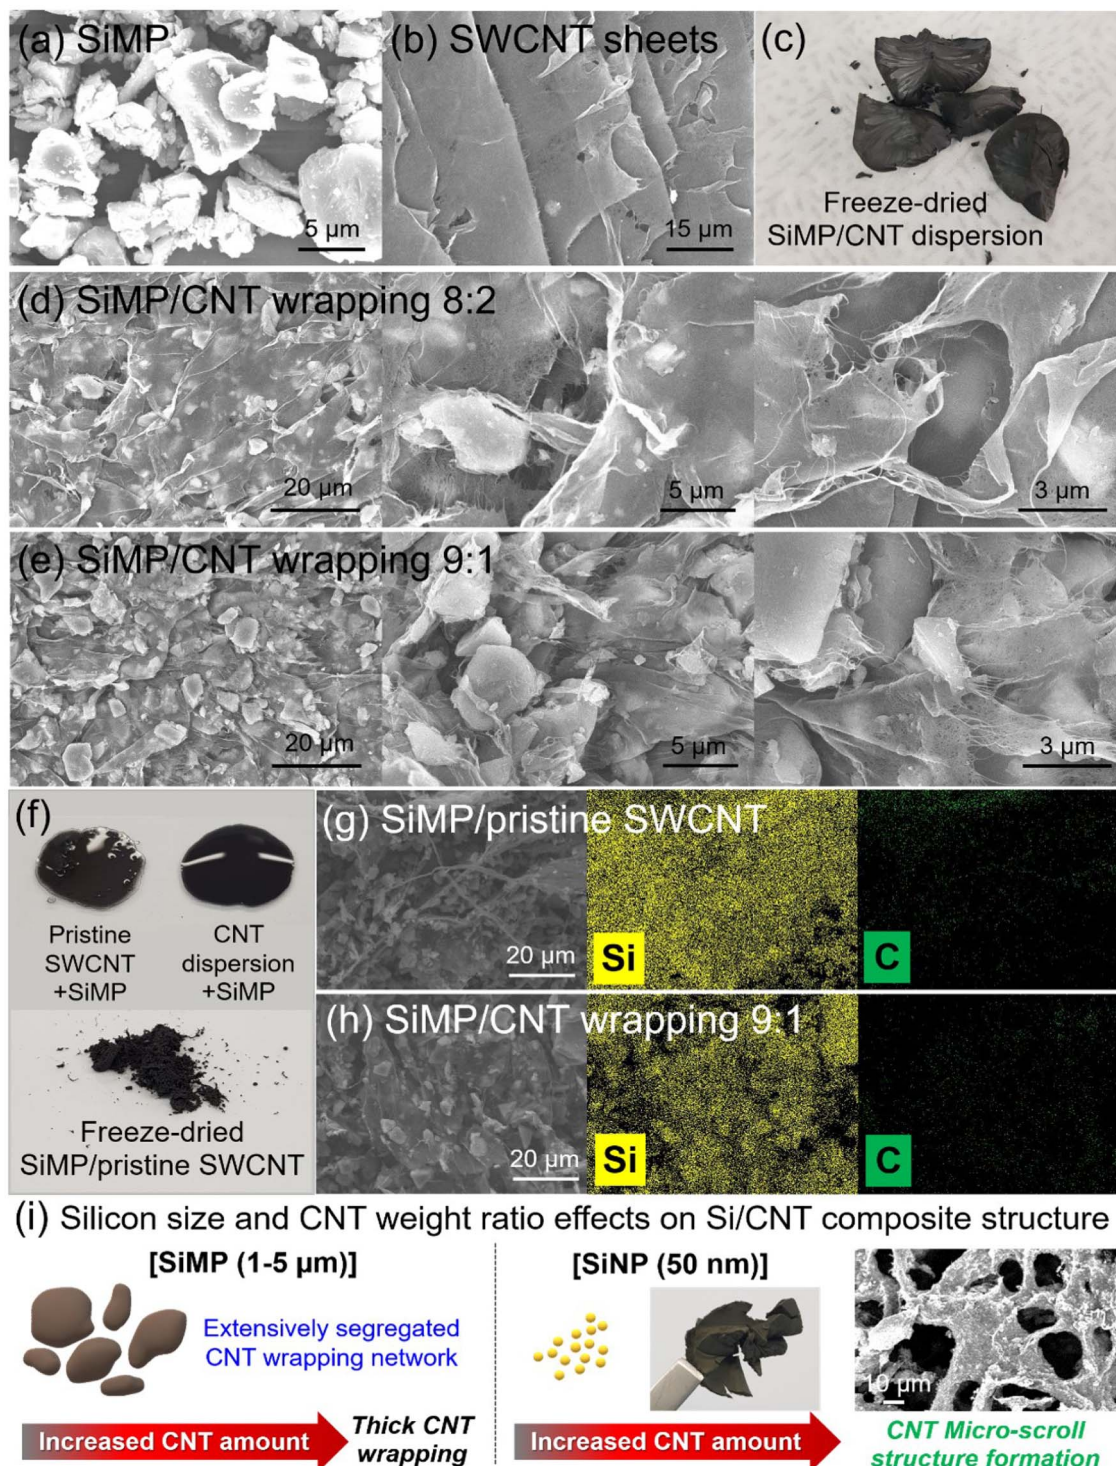 (a) SiMP
5 µm
(b) SWCNT sheets
15 µm
(c)
Freeze-dried
SiMP/CNT dispersion
(d) SiMP/CNT wrapping 8:2
20 µm
5 µm
3 µm
(e) SiMP/CNT wrapping 9:1
20 µm
5 µm
3 µm
(f)
Pristine
SWCNT
+SiMP
CNT
dispersion
+SiMP
Freeze-dried
SiMP/pristine SWCNT
(g) SiMP/pristine SWCNT
20 µm
Si
C
(h) SiMP/CNT wrapping 9:1
20 µm
Si
C
(i) Silicon size and CNT weight ratio effects on Si/CNT composite structure
[SiMP (1-5 µm)]
Extensively segregated
CNT wrapping network
Increased CNT amount
Thick CNT
wrapping
[SiNP (50 nm)]
10 µm
Increased CNT amount
CNT Micro-scroll
structure formation